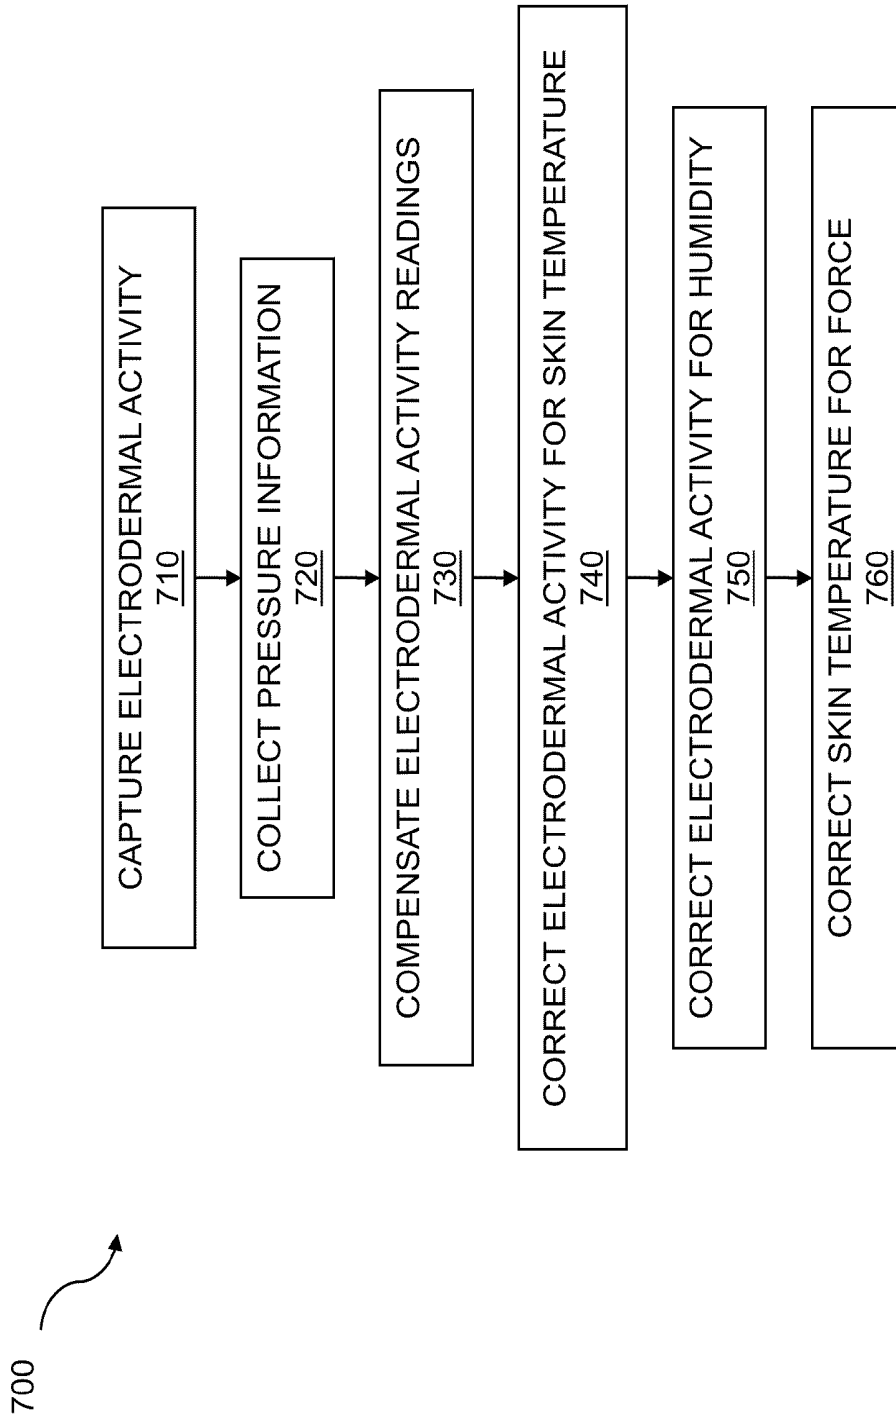 700
CAPTURE ELECTRODERMAL ACTIVITY
710
COLLECT PRESSURE INFORMATION
720
COMPENSATE ELECTRODERMAL ACTIVITY READINGS
730
CORRECT ELECTRODERMAL ACTIVITY FOR SKIN TEMPERATURE
740
CORRECT ELECTRODERMAL ACTIVITY FOR HUMIDITY
750
CORRECT SKIN TEMPERATURE FOR FORCE
760